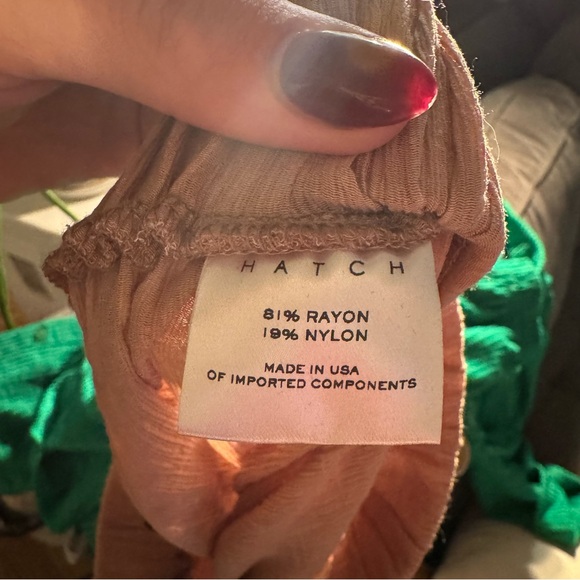 HATCH
81% RAYON
19% NYLON
MADE IN USA
OF IMPORTED COMPONENTS